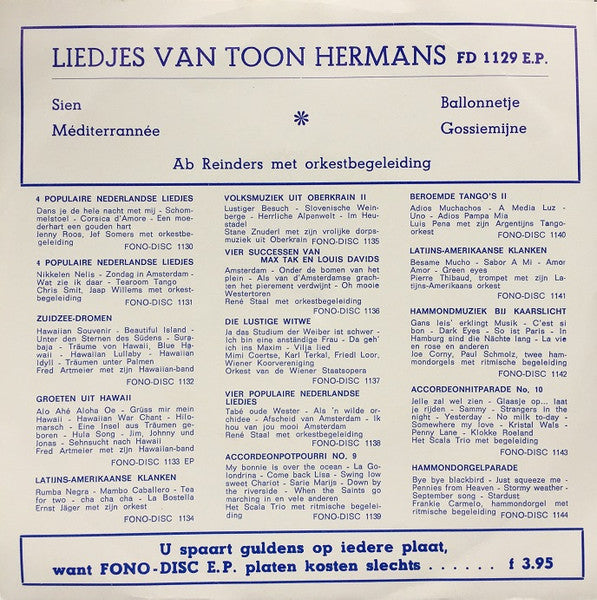 LIEDJES VAN TOON HERMANS FD 1129 E.P.
Sien
Méditerrannée
*
Ballonnetje
Gossiemijne
Ab Reinders met orkestbegeleiding
4 POPULAIRE NEDERLANDSE LIEDJES
Dans je de hele nacht met mij - Schom-
melstoel - Corsica d'Amore - Een moe-
derhart een gouden hart
Jenny Roos, Jef Somers met orkestbe-
geleiding FONO-DISC 1130
4 POPULAIRE NEDERLANDSE LIEDJES
Nikkelen Nelis - Zondag in Amsterdam -
Wat zie ik daar - Tearoom Tango
Chris Smit, Jaap Willems met orkest-
begeleiding FONO-DISC 1131
ZUIDZEE-DROMEN
Hawaiian Souvenir - Beautiful Island -
Unter den Sternen des Südens - Sura-
baja - Träume von Hawaii, Blue Ha-
waii - Hawaiian Lullaby - Hawaiian
Idyll - Träumen unter Palmen
Fred Artmeier met zijn Hawaiian-band
FONO-DISC 1132
GROETEN UIT HAWAII
Alo Ahé Aloha Oe - Grüss mir mein
Hawaii - Hawaiian War Chant - Hilo-
marsch - Eine Insel aus Träumen ge-
boren - Hula Song - Jim, Johnny und
Jonas - Sehnsucht nach Hawaii
Fred Artmeier met zijn Hawaiian-band
FONO-DISC 1133 EP
LATIJNS-AMERIKAANSE KLANKEN
Rumba Negra - Mambo Caballero - Tea
for two - cha cha cha - La Bostella
Ernst Jäger met zijn orkest
FONO-DISC 1134
VOLKSMUZIEK UIT OBERKRAIN II
Lustiger Besuch - Slovenische Wein-
berge - Herrliche Alpenwelt - Im Heu-
stadel
Stane Znuderl met zijn vrolijke dorps-
muziek uit Oberkrain FONO-DISC 1135
VIER SUCCESSEN VAN
MAX TAK EN LOUIS DAVIDS
Amsterdam - Onder de bomen van het
plein - Als van d'Amsterdamse grach-
ten het pierement verdwijnt - Oh mooie
Westertoren
René Staal met orkestbegeleiding
FONO-DISC 1136
DIE LUSTIGE WITWE
Ja das Studium der Weiber ist schwer -
Ich bin eine anständige Frau - Da geh'
ich ins Maxim - Vilja lied
Mimi Coertse, Karl Terkal, Friedl Loor,
Wiener Koorvereniging
Orkest van de Wiener Staatsopera
FONO-DISC 1137
VIER POPULAIRE NEDERLANDSE
LIEDJES
Tabé oude Wester - Als 'n wilde or-
chidee - Afscheid van Amsterdam - Ik
hou van jou mooi Amsterdam
René Staal met orkestbegeleiding
FONO-DISC 1138
ACCORDEONPOTPOURRI NO. 9
My bonnie is over the ocean - La Go-
londrina - Come back Lisa - Swing low
sweet Chariot - Sarie Marijs - Down by
the riverside - When the Saints go
marching in en vele anderen
Het Scala Trio met ritmische begelei-
ding FONO-DISC 1139
BEROEMDE TANGO'S II
Adios Muchachos - A Media Luz -
Uno - Adios Pampa Mia
Luis Pena met zijn Argentijns Tango-
orkest FONO-DISC 1140
LATIJNS-AMERIKAANSE KLANKEN
Besame Mucho - Sabor A Mi - Amor
Amor - Green eyes
Pierre Thibaud, trompet met zijn La-
tijns-Amerikaans orkest
FONO-DISC 1141
HAMMONDMUZIEK BIJ KAARSLICHT
Gans leis' erklingt Musik - C'est si
bon - Dark Eyes - So ist Paris - In
Hamburg sind die Nächte lang - La vie
en rose en anderen
Joe Corny, Paul Schmolz, twee ham-
mondorgels met ritmische begeleiding
FONO-DISC 1142
ACCORDEONHITPARADE No. 10
Jelle zal wel zien - Glaasje op... laat
je rijden - Sammy - Strangers in the
night - Yesterday - No milk to-day -
Somewhere my love - Kristal Wals -
Penny Lane - Klokke Roeland
Het Scala Trio met begeleiding
FONO-DISC 1143
HAMMONDORGELPARADE
Bye bye blackbird - Just squeeze me -
Pennies from Heaven - Stormy weather -
September song - Stardust
Frankie Carmelo, hammondorgel met
ritmische begeleiding FONO-DISC 1144
U spaart guldens op iedere plaat,
want FONO-DISC E.P. platen kosten slechts . . . . . . f 3.95